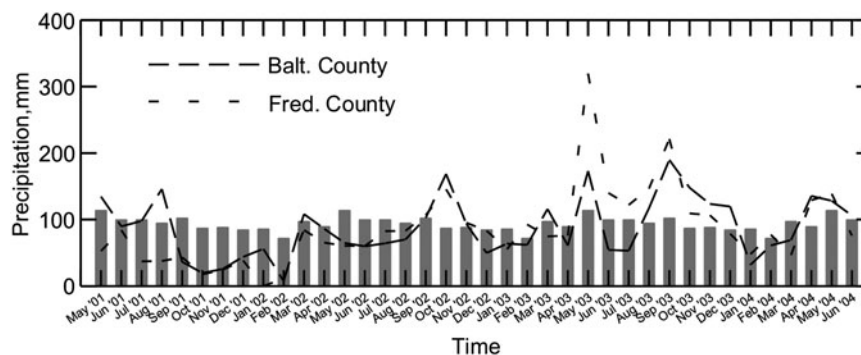 400
300
200
100
0
Precipitation,mm
Balt. County
Fred. County
May '01
Jun '01
Jul '01
Aug '01
Sep '01
Oct '01
Nov '01
Dec '01
Jan '02
Feb '02
Mar '02
Apr '02
May '02
Jun '02
Jul '02
Aug '02
Sep '02
Oct '02
Nov '02
Dec '02
Jan '03
Feb '03
Mar '03
Apr '03
May '03
Jun '03
Jul '03
Aug '03
Sep '03
Oct '03
Nov '03
Dec '03
Jan '04
Feb '04
Mar '04
Apr '04
May '04
Jun '04
Time